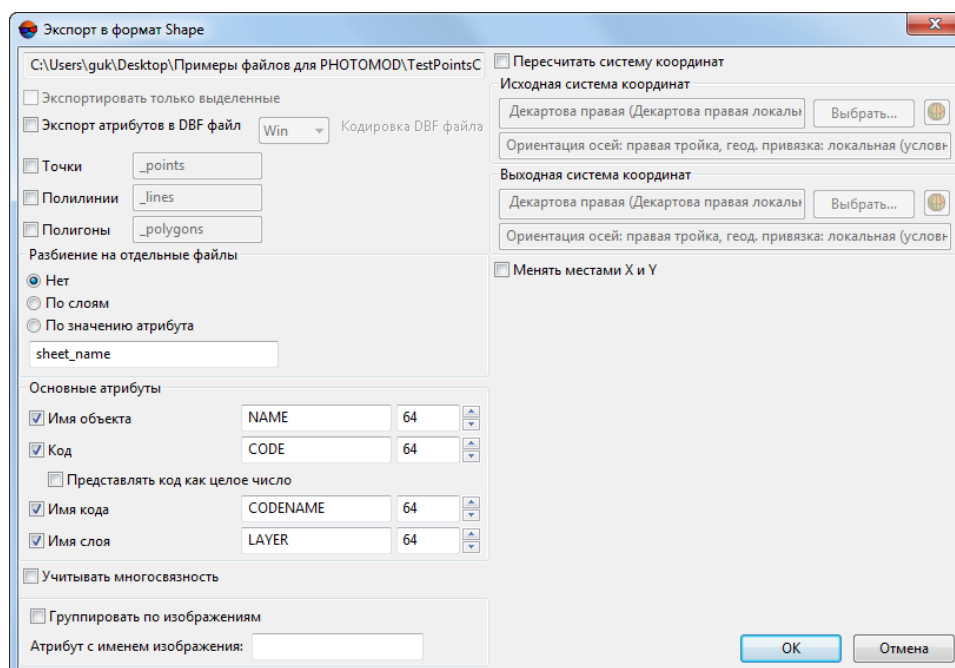 Экспорт в формат Shape
C:\Users\guk\Desktop\Примеры файлов для PHOTOMOD\TestPointsC
Экспортировать только выделенные
Экспорт атрибутов в DBF файл Win Кодировка DBF файла
Точки _points
Полилинии _lines
Полигоны _polygons
Разбиение на отдельные файлы
Нет
По слоям
По значению атрибута
sheet_name
Основные атрибуты
Имя объекта NAME 64
Код CODE 64
Представлять код как целое число
Имя кода CODENAME 64
Имя слоя LAYER 64
Учитывать многосвязность
Группировать по изображениям
Атрибут с именем изображения:
Пересчитать систему координат
Исходная система координат
Декартова правая (Декартова правая локаль Выбрать...
Ориентация осей: правая тройка, геод. привязка: локальная (услов
Выходная система координат
Декартова правая (Декартова правая локаль Выбрать...
Ориентация осей: правая тройка, геод. привязка: локальная (услов
Менять местами X и Y
OK Отмена